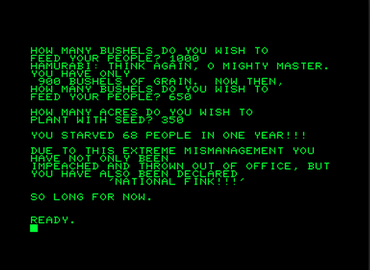 HOW MANY BUSHELS DO YOU WISH TO
FEED YOUR PEOPLE? 1000
HAMURABI: THINK AGAIN, O MIGHTY MASTER.
YOU HAVE ONLY
900 BUSHELS OF GRAIN. NOW THEN,
HOW MANY BUSHELS DO YOU WISH TO
FEED YOUR PEOPLE? 650
HOW MANY ACRES DO YOU WISH TO
PLANT WITH SEED? 350
YOU STARVED 68 PEOPLE IN ONE YEAR!!!
DUE TO THIS EXTREME MISMANAGEMENT YOU
HAVE NOT ONLY BEEN
IMPEACHED AND THROWN OUT OF OFFICE, BUT
YOU HAVE ALSO BEEN DECLARED
'NATIONAL FINK!!!'
SO LONG FOR NOW.
READY.